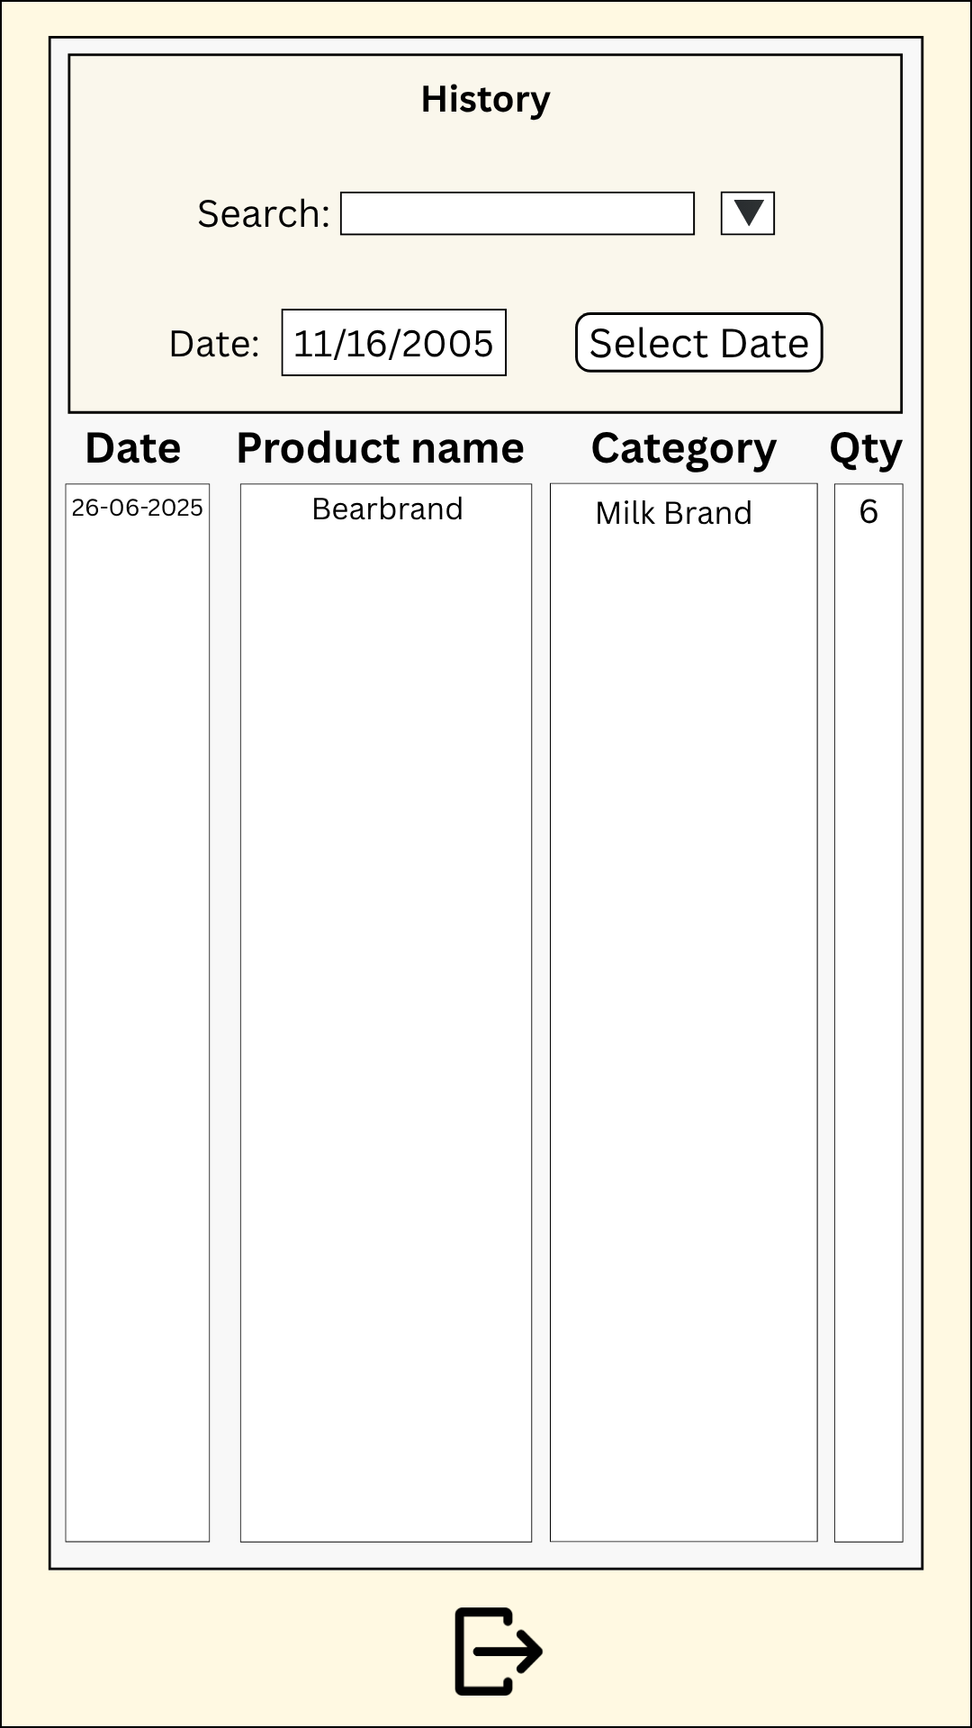 History
Search:
Date: 11/16/2005 Select Date
Date Product name Category Qty
26-06-2025 Bearbrand Milk Brand 6